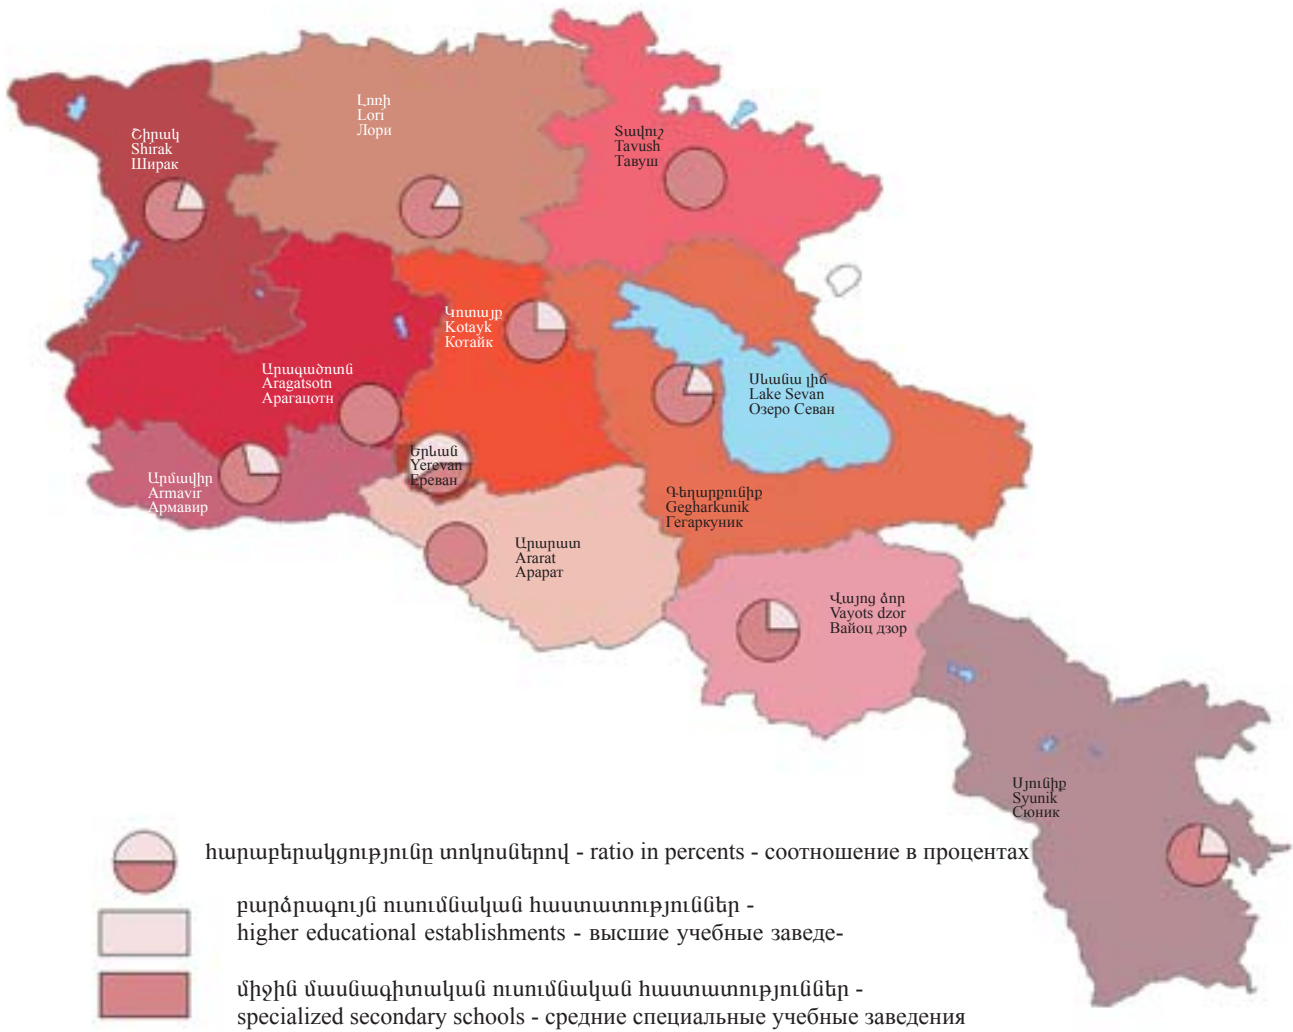 Լոռի
Lori
Лори
Շիրակ
Shirak
Ширак
Տավուշ
Tavush
Тавуш
Կոտայք
Kotayk
Котайк
Արագածոտն
Aragatsotn
Арагацотн
Սևանա լիճ
Lake Sevan
Озеро Севан
Երևան
Yerevan
Ереван
Արմավիր
Armavir
Армавир
Գեղարքունիք
Gegharkunik
Гегаркуник
Արարատ
Ararat
Арарат
Վայոց ձոր
Vayots dzor
Вайоц дзор
Սյունիք
Syunik
Сюник
հարաբերակցությունը տոկոսներով - ratio in percents - соотношение в процентах
բարձրագույն ուսումնական հաստատություններ -
higher educational establishments - высшие учебные заведе-
միջին մասնագիտական ուսումնական հաստատություններ -
specialized secondary schools - средние специальные учебные заведения